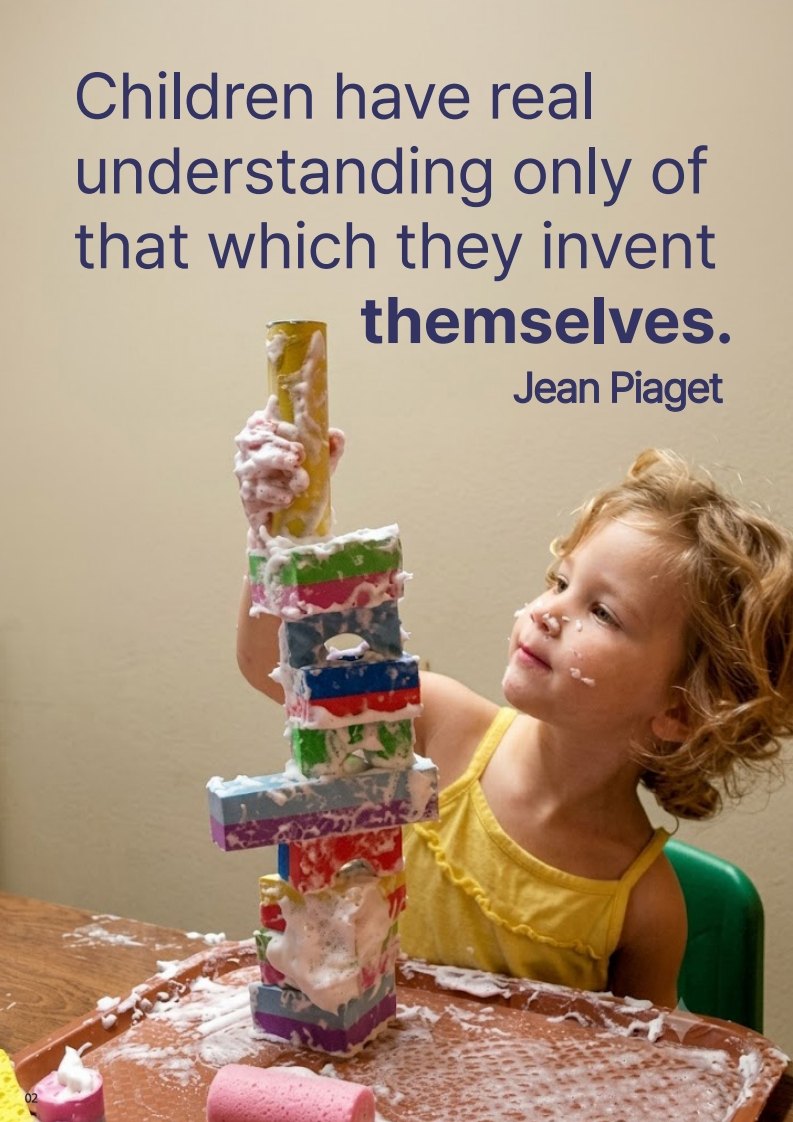 Children have real
understanding only of
that which they invent
themselves.
Jean Piaget
02